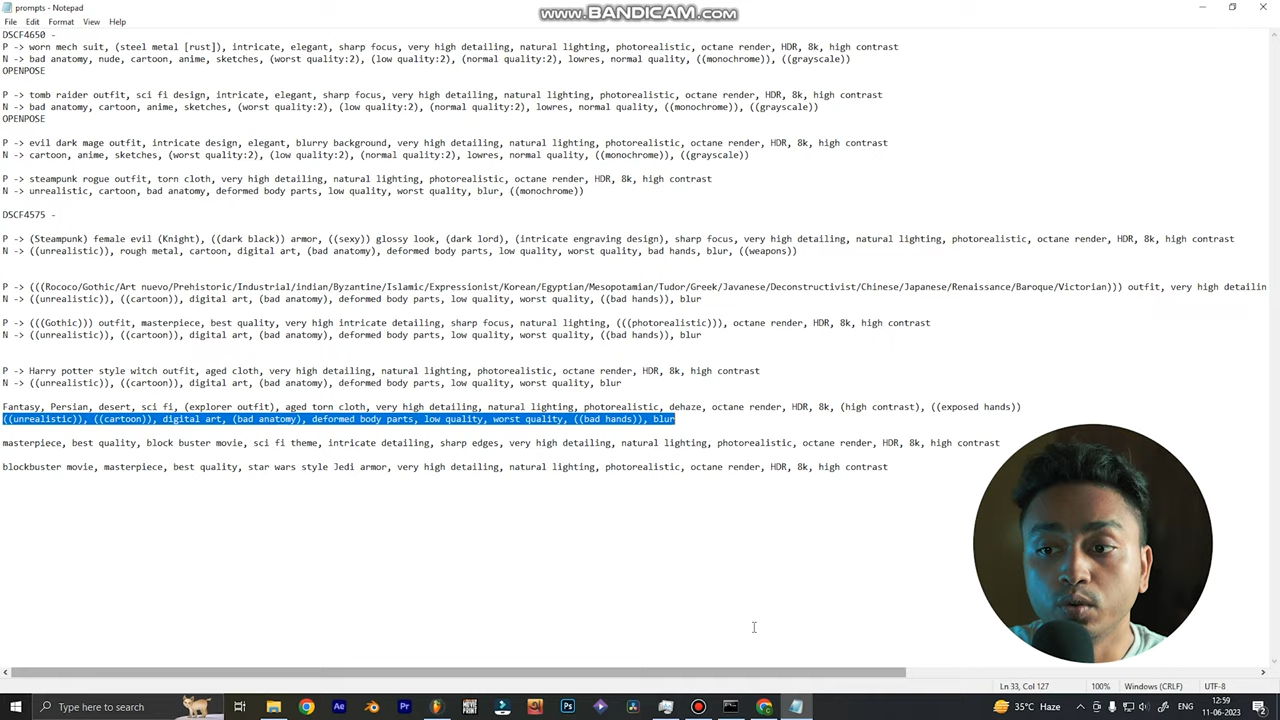 prompts - Notepad
WWW.BANDICAM.COM
File Edit Format View Help
DSCF4650 -
P -> worn mech suit, (steel metal [rust]), intricate, elegant, sharp focus, very high detailing, natural lighting, photorealistic, octane render, HDR, 8k, high contrast
N -> bad anatomy, nude, cartoon, anime, sketches, (worst quality:2), (low quality:2), (normal quality:2), lowres, normal quality, ((monochrome)), ((grayscale))
OPENPOSE
P -> tomb raider outfit, sci fi design, intricate, elegant, sharp focus, very high detailing, natural lighting, photorealistic, octane render, HDR, 8k, high contrast
N -> bad anatomy, cartoon, anime, sketches, (worst quality:2), (low quality:2), (normal quality:2), lowres, normal quality, ((monochrome)), ((grayscale))
OPENPOSE
P -> evil dark mage outfit, intricate design, elegant, blurry background, very high detailing, natural lighting, photorealistic, octane render, HDR, 8k, high contrast
N -> cartoon, anime, sketches, (worst quality:2), (low quality:2), (normal quality:2), lowres, normal quality, ((monochrome)), ((grayscale))
P -> steampunk rogue outfit, torn cloth, very high detailing, natural lighting, photorealistic, octane render, HDR, 8k, high contrast
N -> unrealistic, cartoon, bad anatomy, deformed body parts, low quality, worst quality, blur, ((monochrome))
DSCF4575 -
P -> (Steampunk) female evil (Knight), ((dark black)) armor, ((sexy)) glossy look, (dark lord), (intricate engraving design), sharp focus, very high detailing, natural lighting, photorealistic, octane render, HDR, 8k, high contrast
N -> ((unrealistic)), rough metal, cartoon, digital art, (bad anatomy), deformed body parts, low quality, worst quality, bad hands, blur, ((weapons))
P -> (((Rococo/Gothic/Art nuevo/Prehistoric/Industrial/indian/Byzantine/Islamic/Expressionist/Korean/Egyptian/Mesopotamian/Tudor/Greek/Javanese/Deconstructivist/Chinese/Japanese/Renaissance/Baroque/Victorian))) outfit, very high detailin
N -> ((unrealistic)), ((cartoon)), digital art, (bad anatomy), deformed body parts, low quality, worst quality, ((bad hands)), blur
P -> (((Gothic))) outfit, masterpiece, best quality, very high intricate detailing, sharp focus, natural lighting, (((photorealistic))), octane render, HDR, 8k, high contrast
N -> ((unrealistic)), ((cartoon)), digital art, (bad anatomy), deformed body parts, low quality, worst quality, ((bad hands)), blur
P -> Harry potter style witch outfit, aged cloth, very high detailing, natural lighting, photorealistic, octane render, HDR, 8k, high contrast
N -> ((unrealistic)), ((cartoon)), digital art, (bad anatomy), deformed body parts, low quality, worst quality, blur
Fantasy, Persian, desert, sci fi, (explorer outfit), aged torn cloth, very high detailing, natural lighting, photorealistic, dehaze, octane render, HDR, 8k, (high contrast), ((exposed hands))
((unrealistic)), ((cartoon)), digital art, (bad anatomy), deformed body parts, low quality, worst quality, ((bad hands)), blur
masterpiece, best quality, block buster movie, sci fi theme, intricate detailing, sharp edges, very high detailing, natural lighting, photorealistic, octane render, HDR, 8k, high contrast
blockbuster movie, masterpiece, best quality, star wars style Jedi armor, very high detailing, natural lighting, photorealistic, octane render, HDR, 8k, high contrast
Ln 33, Col 127 100% Windows (CRLF) UTF-8
Type here to search Ae Pr Ps 35°C Haze 12:59
11-06-2023